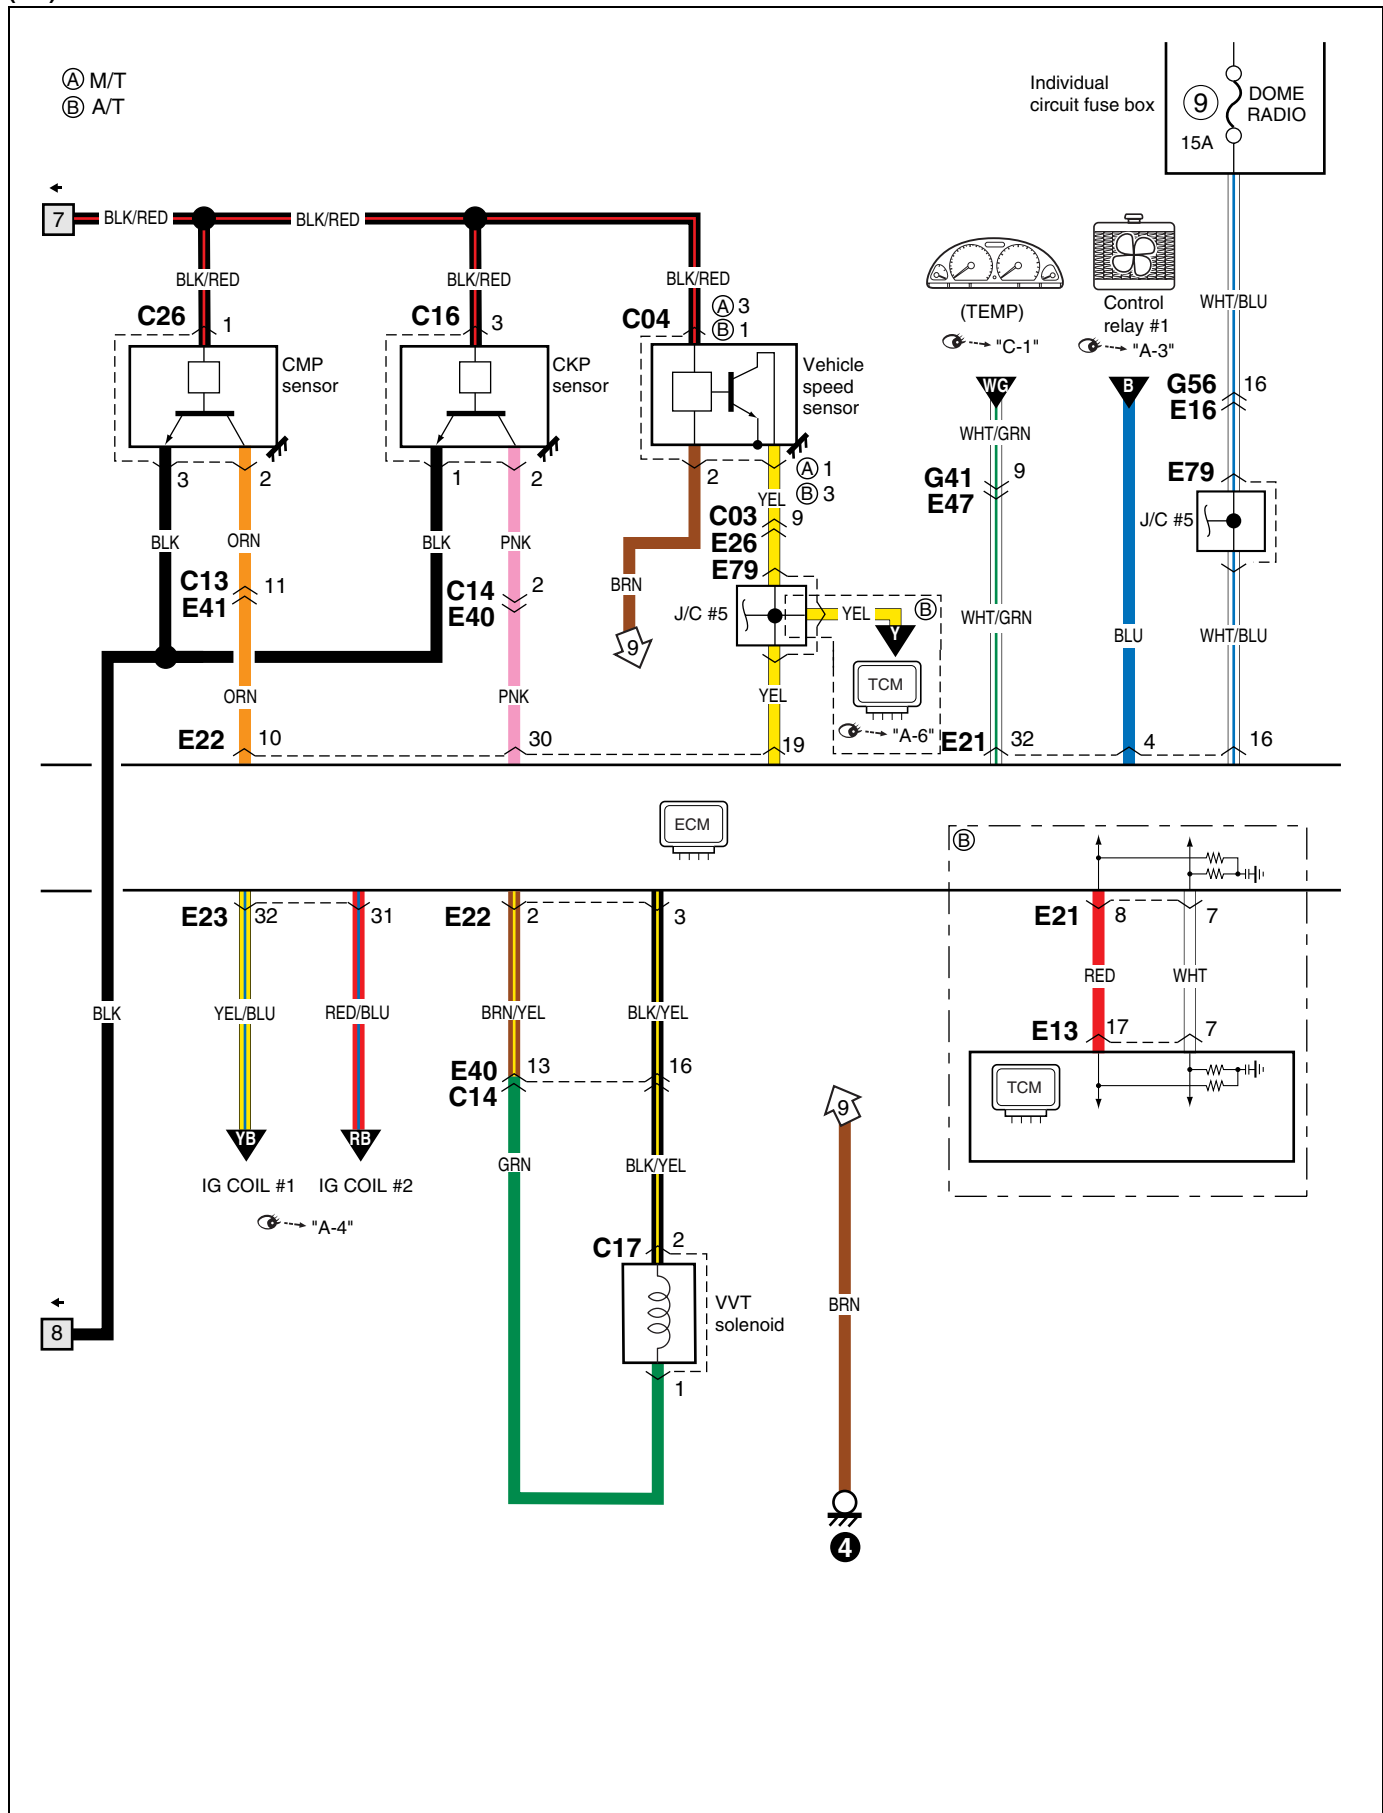 Ⓐ M/T
Ⓑ A/T
Individual
circuit fuse box
9
DOME
RADIO
15A
7
BLK/RED
BLK/RED
BLK/RED
BLK/RED
BLK/RED
(TEMP)
"C-1"
Control
relay #1
"A-3"
WHT/BLU
C26
1
C16
3
C04
Ⓐ 3
Ⓑ 1
CMP
sensor
CKP
sensor
Vehicle
speed
sensor
WG
B
G56
16
E16
WHT/GRN
3
2
1
2
2
Ⓐ 1
Ⓑ 3
G41
9
E47
E79
J/C #5
YEL
C03
9
E26
E79
BLK
ORN
BLK
PNK
BRN
C13
11
E41
C14
2
E40
J/C #5
YEL
Ⓑ
Y
TCM
"A-6"
9
WHT/GRN
BLU
WHT/BLU
ORN
PNK
YEL
E22
10
30
19
E21
32
4
16
ECM
Ⓑ
E23
32
31
E22
2
3
E21
8
7
RED
WHT
BLK
YEL/BLU
RED/BLU
BRN/YEL
BLK/YEL
E13
17
7
E40
13
16
C14
TCM
9
YB
RB
GRN
BLK/YEL
IG COIL #1
IG COIL #2
"A-4"
C17
2
VVT
solenoid
BRN
8
1
4